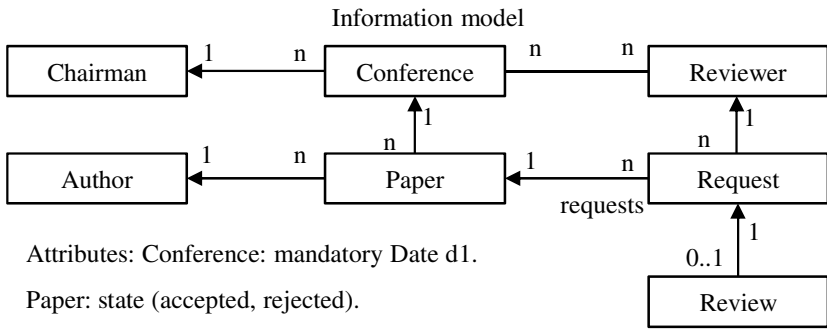 Information model
Chairman 1 n Conference n n Reviewer
1 1
n n
Author 1 n Paper 1 n Request
requests
1
Attributes: Conference: mandatory Date d1.
0..1
Paper: state (accepted, rejected).
Review